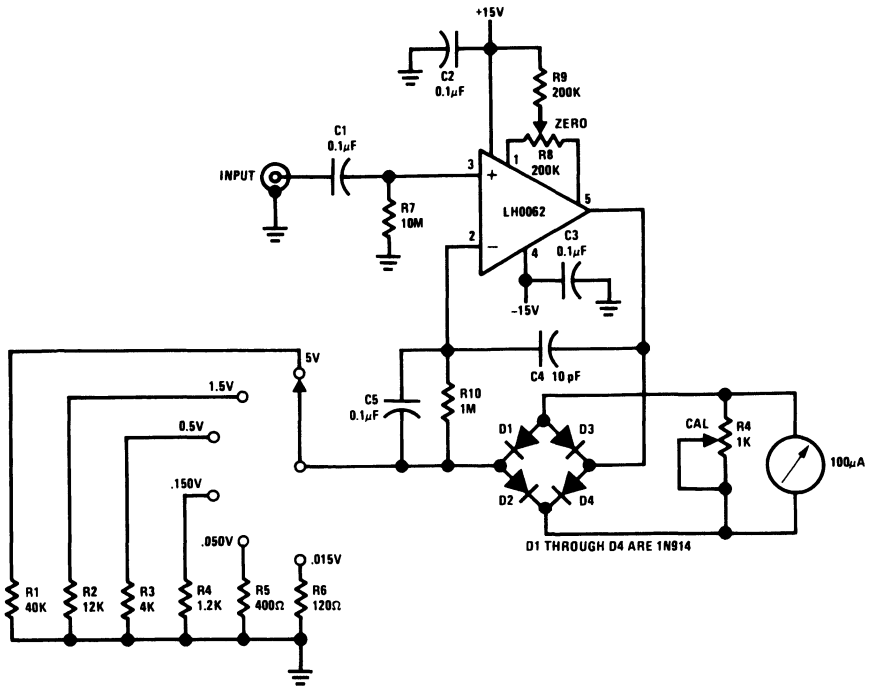 +15V
C2
0.1µF
R9
200K
ZERO
C1
0.1µF
1
R8
200K
INPUT
3
+
5
LH0062
R7
10M
2
−
4
C3
0.1µF
−15V
5V
C4 10 pF
1.5V
C5
0.1µF
R10
1M
0.5V
D1
D3
CAL
R4
1K
100µA
.150V
D2
D4
.050V
D1 THROUGH D4 ARE 1N914
.015V
R1
40K
R2
12K
R3
4K
R4
1.2K
R5
400Ω
R6
120Ω